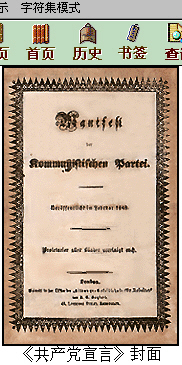 示 字符集模式
页 首页 历史 书签 查
Manifest
der
Kommunistischen Partei.
Veröffentlicht im Februar 1848.
Proletarier aller Länder vereinigt euch.
London.
《共产党宣言》封面